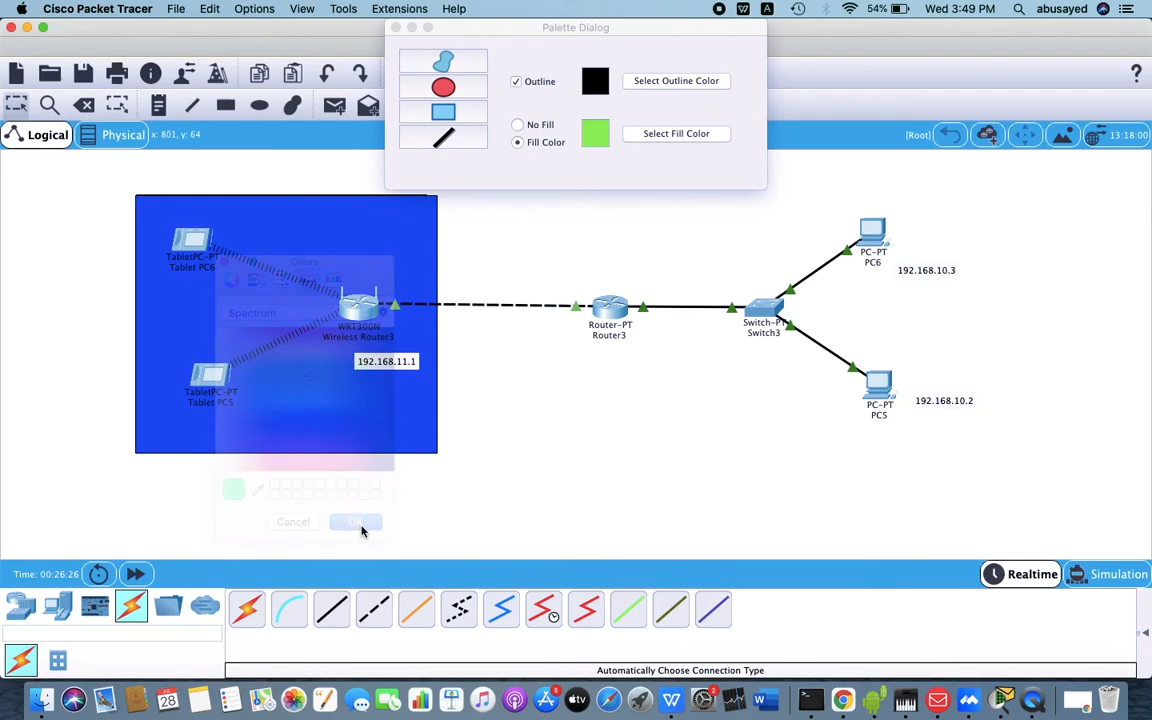 Cisco Packet Tracer File Edit Options View Tools Extensions Help 54% Wed 3:49 PM abusayed
Palette Dialog
Outline Select Outline Color
No Fill
Fill Color Select Fill Color
Logical Physical x: 801, y: 64 [Root] 13:18:00
TabletPC-PT
Tablet PC6
Colors
Spectrum
WRT300N
Wireless Router3
192.168.11.1
TabletPC-PT
Tablet PC5
Router-PT
Router3
Switch-PT
Switch3
PC-PT
PC6
192.168.10.3
PC-PT
PC5
192.168.10.2
Cancel OK
Time: 00:26:26 Realtime Simulation
Automatically Choose Connection Type